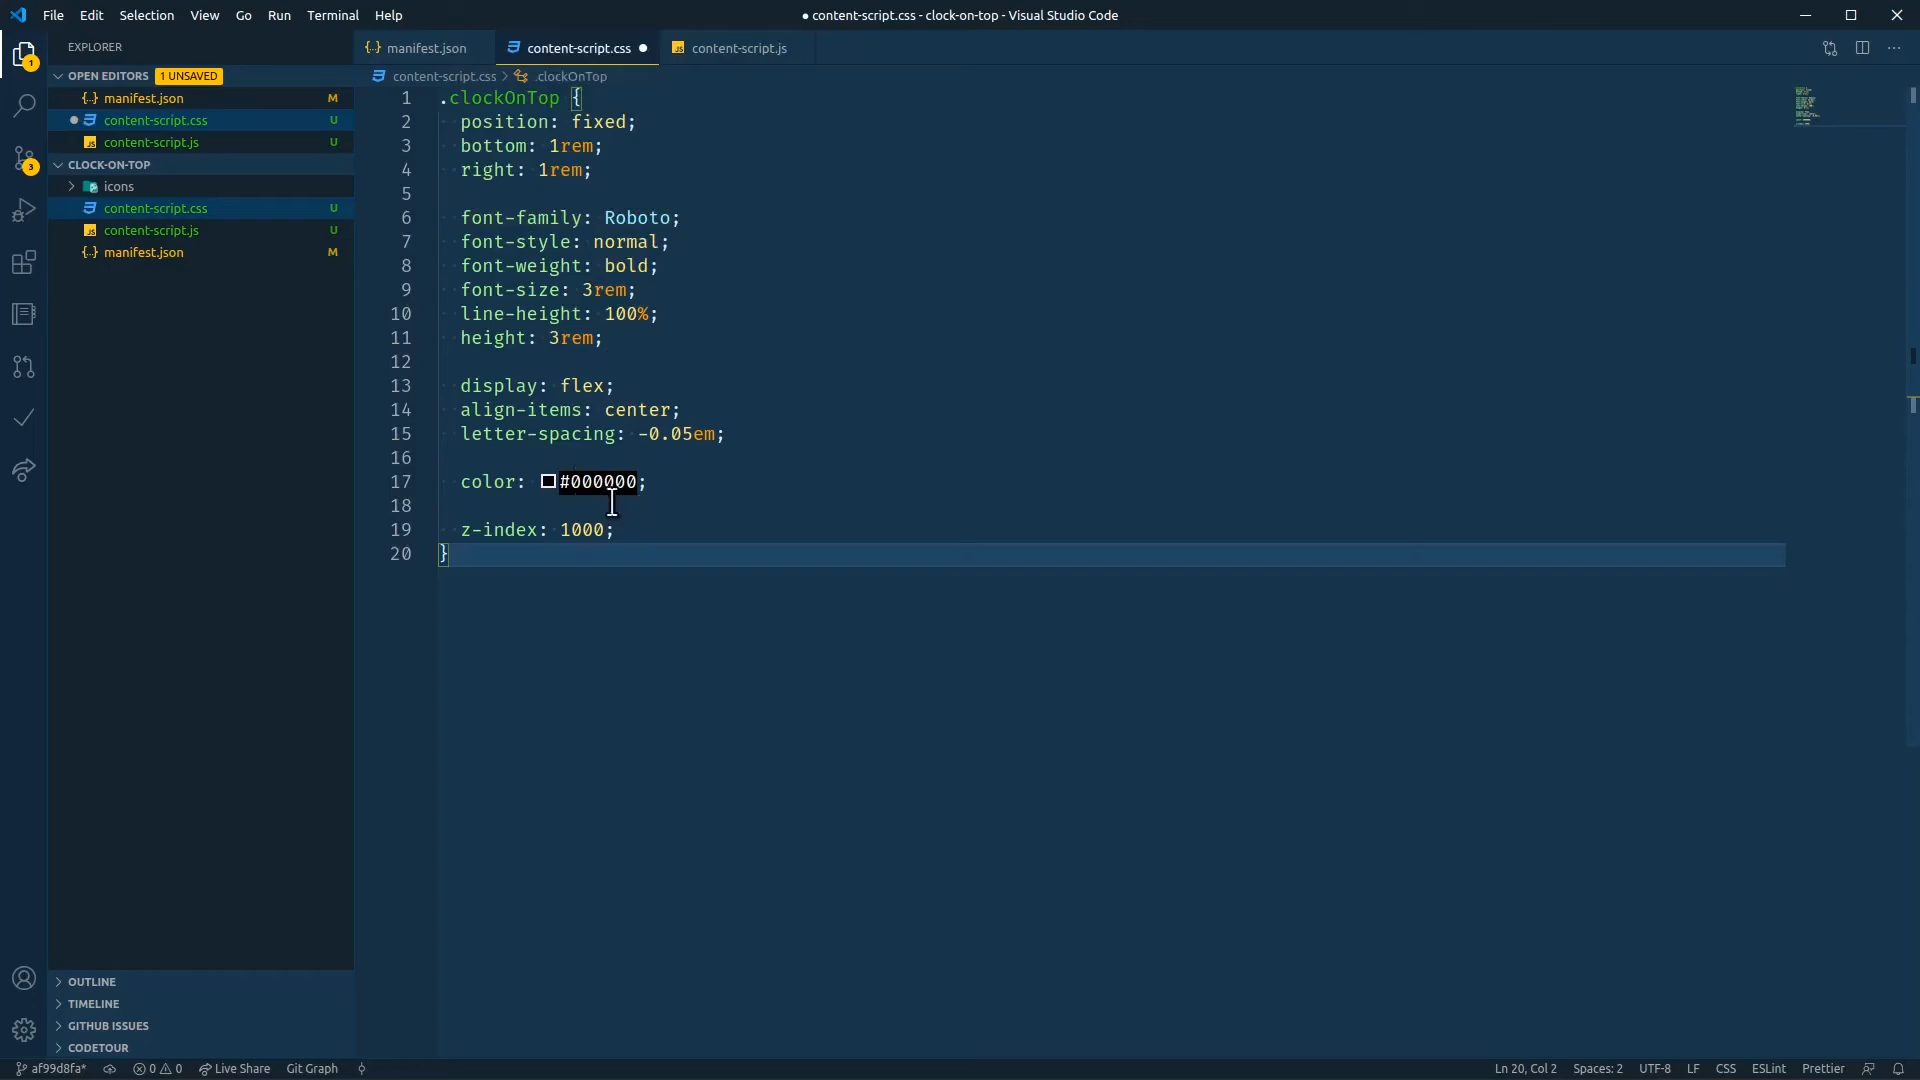 File Edit Selection View Go Run Terminal Help
● content-script.css - clock-on-top - Visual Studio Code
EXPLORER
OPEN EDITORS 1 UNSAVED
{..} manifest.json M
content-script.css U
JS content-script.js U
CLOCK-ON-TOP
icons
content-script.css U
JS content-script.js U
{..} manifest.json M
OUTLINE
TIMELINE
GITHUB ISSUES
CODETOUR
1
3
{..} manifest.json
content-script.css ●
JS content-script.js
content-script.css > .clockOnTop
1 .clockOnTop {
2 position: fixed;
3 bottom: 1rem;
4 right: 1rem;
5
6 font-family: Roboto;
7 font-style: normal;
8 font-weight: bold;
9 font-size: 3rem;
10 line-height: 100%;
11 height: 3rem;
12
13 display: flex;
14 align-items: center;
15 letter-spacing: -0.05em;
16
17 color: #000000;
18
19 z-index: 1000;
20 }
af99d8fa* 0 0 Live Share Git Graph
Ln 20, Col 2 Spaces: 2 UTF-8 LF CSS ESLint Prettier